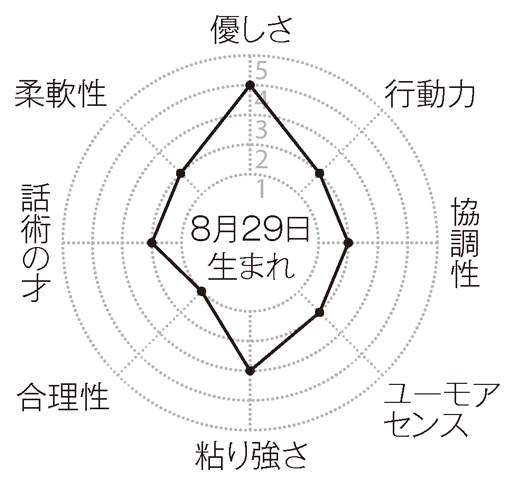 優しさ
柔軟性
行動力
5
4
3
2
1
話術の才
8月29日
生まれ
協調性
合理性
ユーモア
センス
粘り強さ